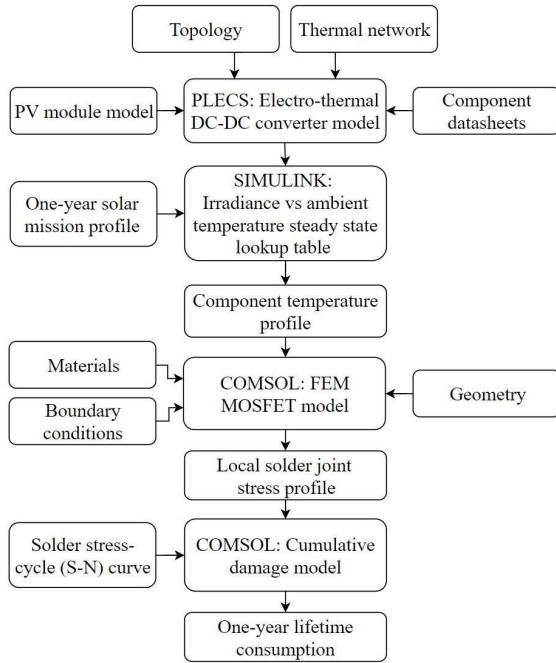 Topology
Thermal network
PV module model
PLECS: Electro-thermal
DC-DC converter model
Component
datasheets
One-year solar
mission profile
SIMULINK:
Irradiance vs ambient
temperature steady state
lookup table
Component temperature
profile
Materials
Boundary
conditions
COMSOL: FEM
MOSFET model
Geometry
Local solder joint
stress profile
Solder stress-
cycle (S-N) curve
COMSOL: Cumulative
damage model
One-year lifetime
consumption